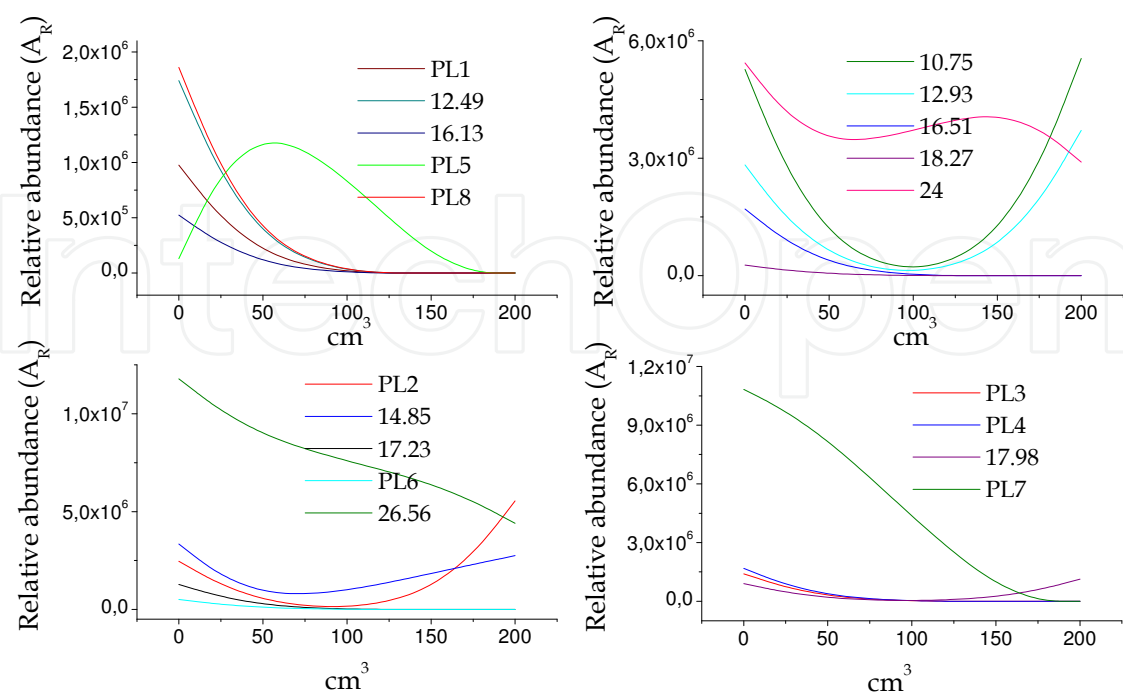 Relative abundance (A_R)
2,0x10^6
1,5x10^6
1,0x10^6
5,0x10^5
0,0
PL1
12.49
16.13
PL5
PL8
0 50 100 150 200
cm^3
Relative abundance (A_R)
6,0x10^6
3,0x10^6
0,0
10.75
12.93
16.51
18.27
24
0 50 100 150 200
cm^3
Relative abundance (A_R)
1,0x10^7
5,0x10^6
0,0
PL2
14.85
17.23
PL6
26.56
0 50 100 150 200
cm^3
Relative abundance (A_R)
1,2x10^7
9,0x10^6
6,0x10^6
3,0x10^6
0,0
PL3
PL4
17.98
PL7
0 50 100 150 200
cm^3
IntechOpen